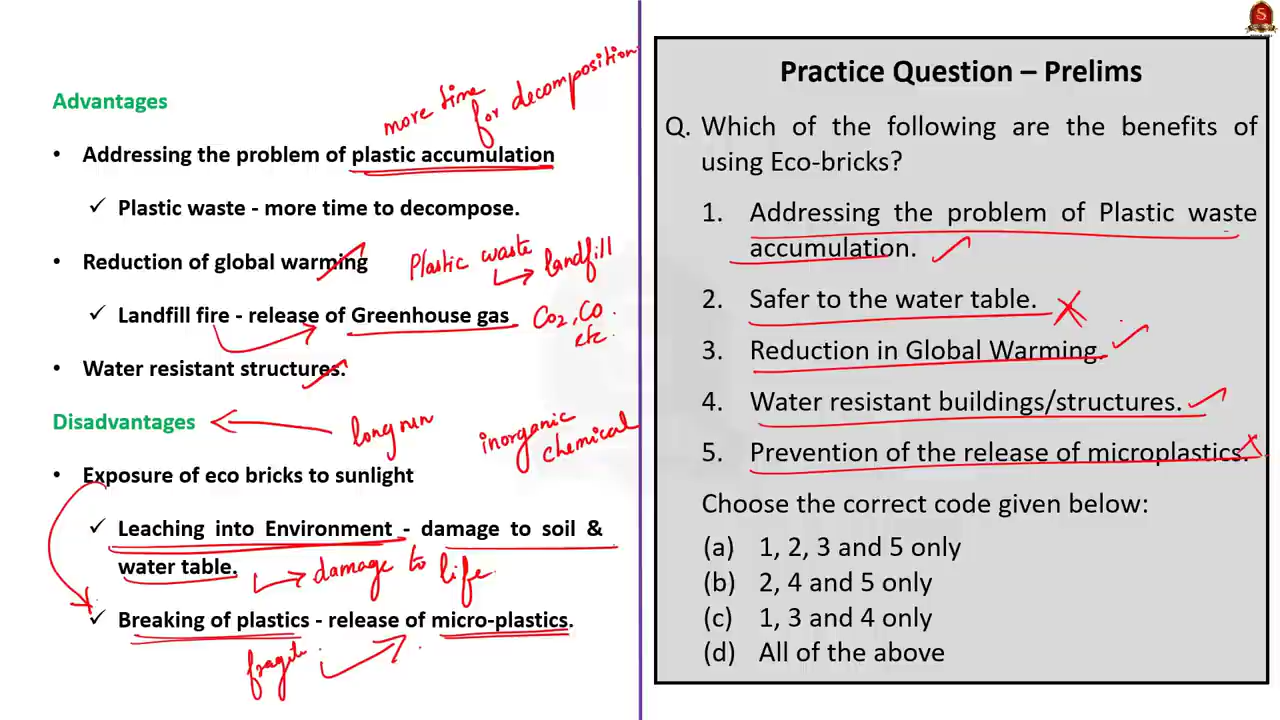 Advantages
more time
for decomposition
• Addressing the problem of plastic accumulation
✓ Plastic waste - more time to decompose.
• Reduction of global warming
Plastic waste
landfill
✓ Landfill fire - release of Greenhouse gas
CO2, CO
etc.
• Water resistant structures.
Disadvantages
long run
inorganic
chemical
• Exposure of eco bricks to sunlight
✓ Leaching into Environment - damage to soil &
water table.
damage to life.
✓ Breaking of plastics - release of micro-plastics.
fragile
Practice Question – Prelims
Q. Which of the following are the benefits of
using Eco-bricks?
1. Addressing the problem of Plastic waste
accumulation.
2. Safer to the water table.
3. Reduction in Global Warming.
4. Water resistant buildings/structures.
5. Prevention of the release of microplastics.
Choose the correct code given below:
(a) 1, 2, 3 and 5 only
(b) 2, 4 and 5 only
(c) 1, 3 and 4 only
(d) All of the above